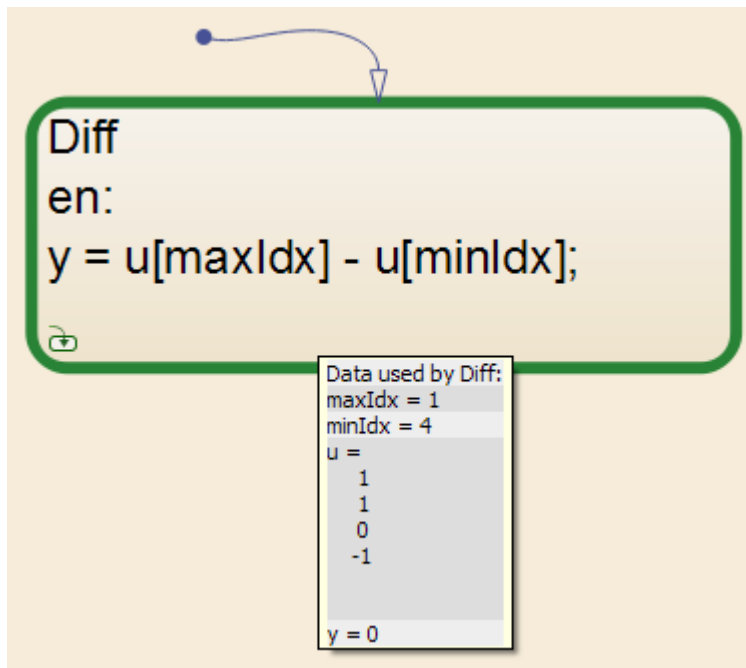 Diff
en:
y = u[maxIdx] - u[minIdx];
Data used by Diff:
maxIdx = 1
minIdx = 4
u =
1
1
0
-1
y = 0